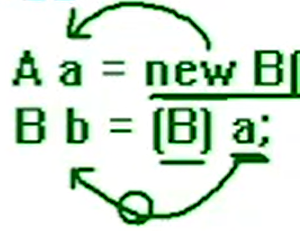 A a = new B(
B b = (B) a;